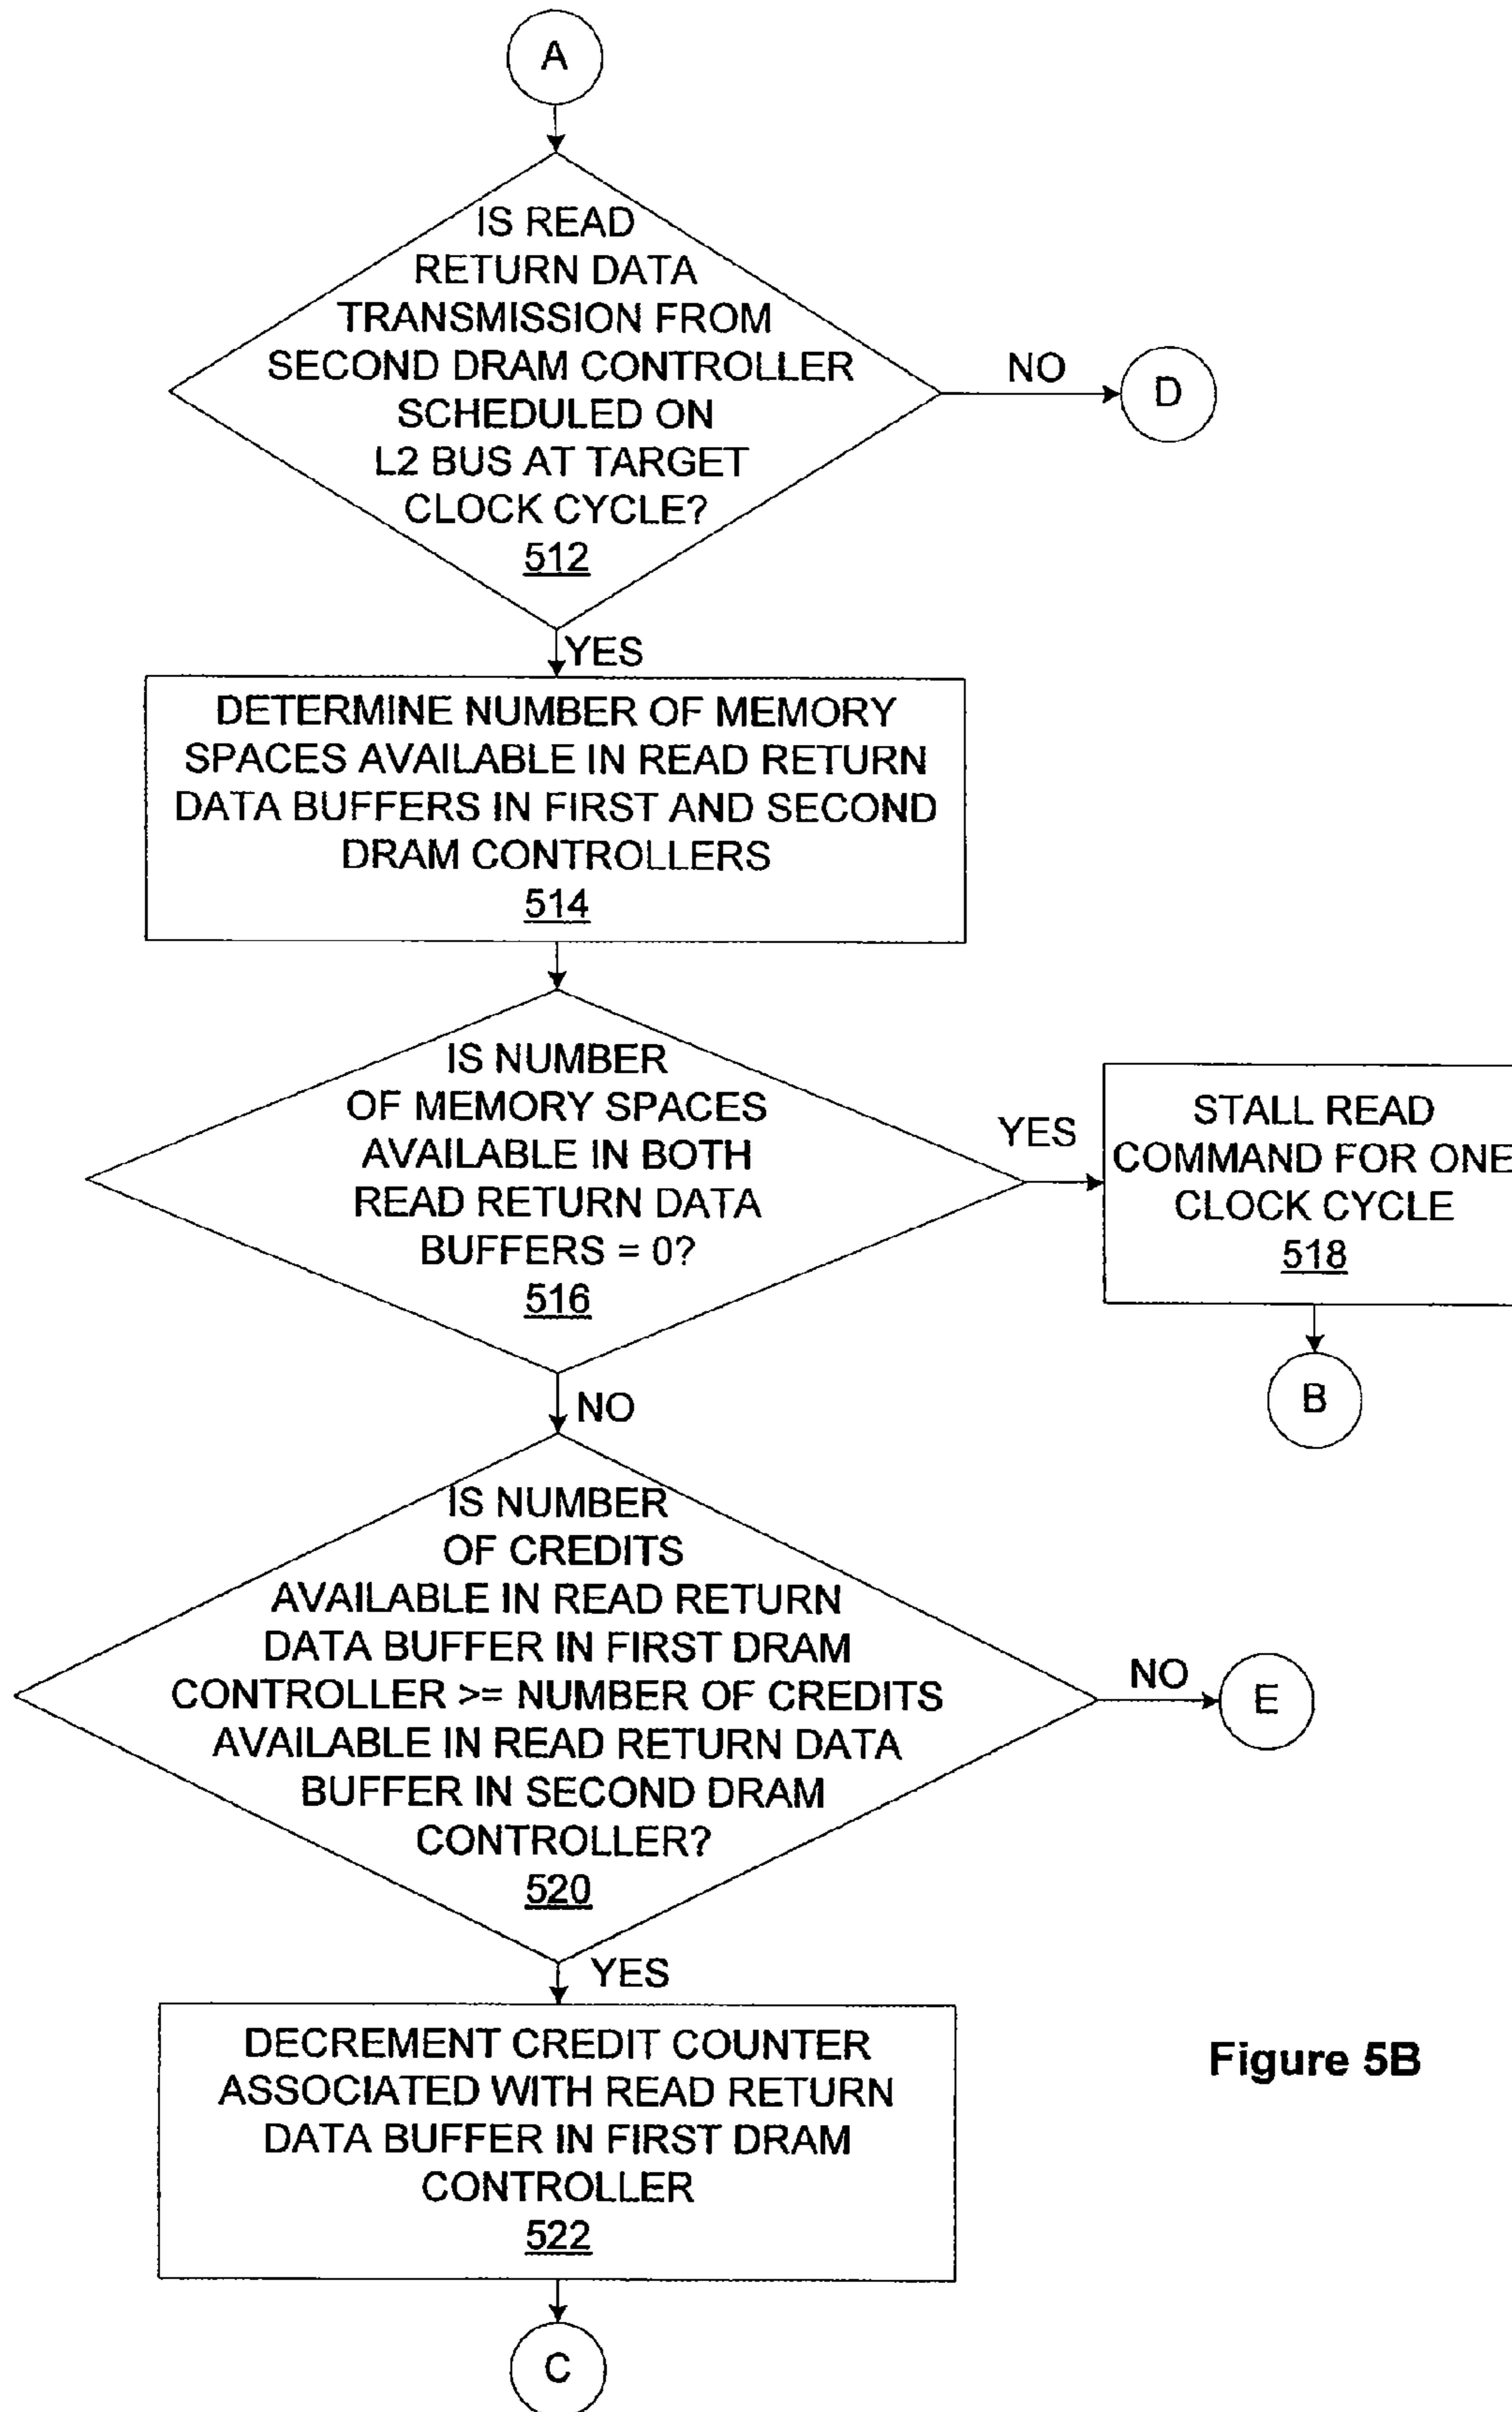 A
IS READ
RETURN DATA
TRANSMISSION FROM
SECOND DRAM CONTROLLER
SCHEDULED ON
L2 BUS AT TARGET
CLOCK CYCLE?
512
NO
D
YES
DETERMINE NUMBER OF MEMORY
SPACES AVAILABLE IN READ RETURN
DATA BUFFERS IN FIRST AND SECOND
DRAM CONTROLLERS
514
IS NUMBER
OF MEMORY SPACES
AVAILABLE IN BOTH
READ RETURN DATA
BUFFERS = 0?
516
YES
STALL READ
COMMAND FOR ONE
CLOCK CYCLE
518
B
NO
IS NUMBER
OF CREDITS
AVAILABLE IN READ RETURN
DATA BUFFER IN FIRST DRAM
CONTROLLER >= NUMBER OF CREDITS
AVAILABLE IN READ RETURN DATA
BUFFER IN SECOND DRAM
CONTROLLER?
520
NO
E
YES
DECREMENT CREDIT COUNTER
ASSOCIATED WITH READ RETURN
DATA BUFFER IN FIRST DRAM
CONTROLLER
522
C
Figure 5B